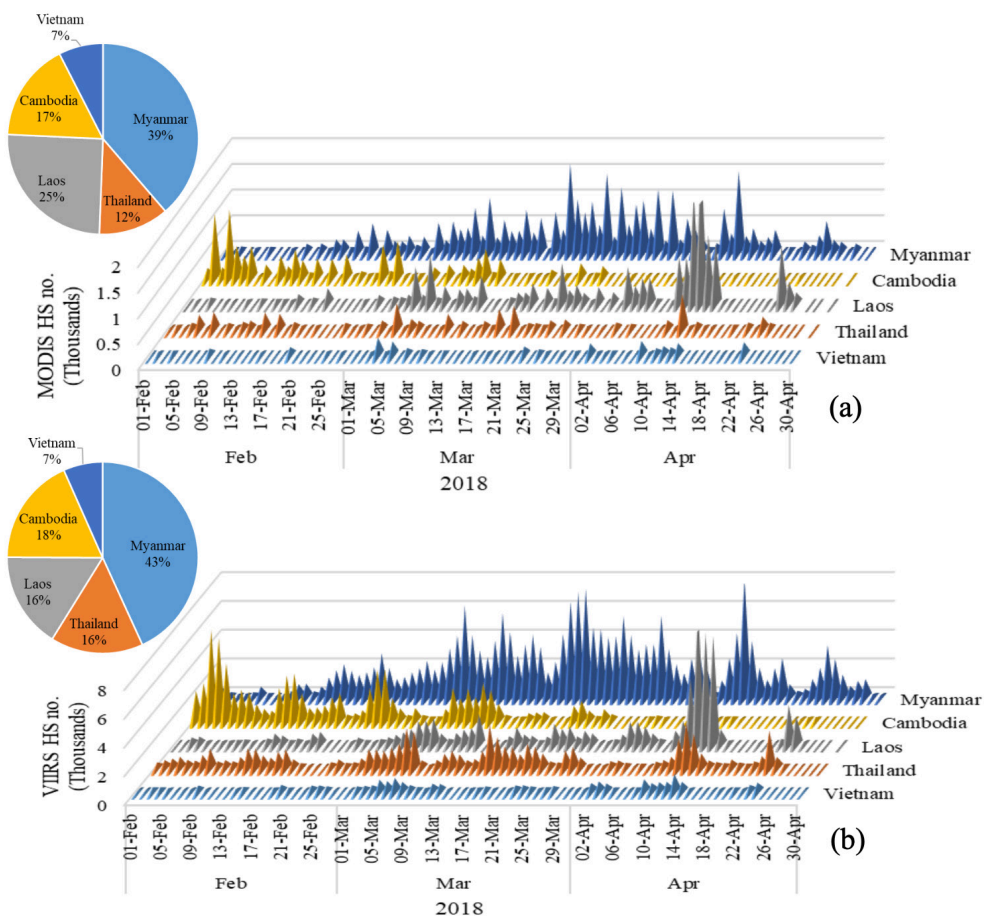 Vietnam
7%
Cambodia
17%
Myanmar
39%
Laos
25%
Thailand
12%
MODIS HS no.
(Thousands)
2
1.5
1
0.5
0
Myanmar
Cambodia
Laos
Thailand
Vietnam
01-Feb
05-Feb
09-Feb
13-Feb
17-Feb
21-Feb
25-Feb
01-Mar
05-Mar
09-Mar
13-Mar
17-Mar
21-Mar
25-Mar
29-Mar
02-Apr
06-Apr
10-Apr
14-Apr
18-Apr
22-Apr
26-Apr
30-Apr
Feb
Mar
Apr
2018
(a)
Vietnam
7%
Cambodia
18%
Myanmar
43%
Laos
16%
Thailand
16%
VIIRS HS no.
(Thousands)
8
6
4
2
0
Myanmar
Cambodia
Laos
Thailand
Vietnam
01-Feb
05-Feb
09-Feb
13-Feb
17-Feb
21-Feb
25-Feb
01-Mar
05-Mar
09-Mar
13-Mar
17-Mar
21-Mar
25-Mar
29-Mar
02-Apr
06-Apr
10-Apr
14-Apr
18-Apr
22-Apr
26-Apr
30-Apr
Feb
Mar
Apr
2018
(b)